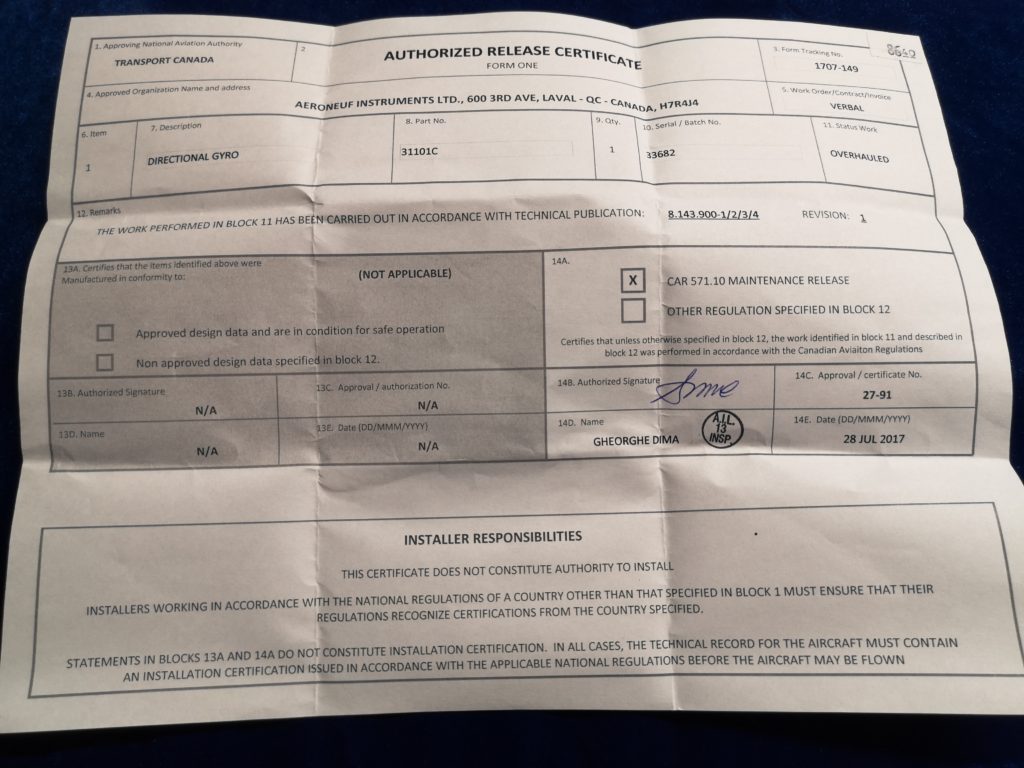 1. Approving National Aviation Authority
TRANSPORT CANADA
2
AUTHORIZED RELEASE CERTIFICATE
FORM ONE
3. Form Tracking No.
1707-149
8649
4. Approved Organization Name and address
AERONEUF INSTRUMENTS LTD., 600 3RD AVE, LAVAL - QC - CANADA, H7R4J4
5. Work Order/Contract/Invoice
VERBAL
6. Item
1
7. Description
DIRECTIONAL GYRO
8. Part No.
31101C
9. Qty.
1
10. Serial / Batch No.
33682
11. Status Work
OVERHAULED
12. Remarks
THE WORK PERFORMED IN BLOCK 11 HAS BEEN CARRIED OUT IN ACCORDANCE WITH TECHNICAL PUBLICATION: 8.143.900-1/2/3/4 REVISION: 1
13A. Certifies that the items identified above were
Manufactured in conformity to:
(NOT APPLICABLE)
Approved design data and are in condition for safe operation
Non approved design data specified in block 12.
14A.
X CAR 571.10 MAINTENANCE RELEASE
OTHER REGULATION SPECIFIED IN BLOCK 12
Certifies that unless otherwise specified in block 12, the work identified in block 11 and described in
block 12 was performed in accordance with the Canadian Aviaiton Regulations
13B. Authorized Signature
N/A
13C. Approval / authorization No.
N/A
14B. Authorized Signature
14C. Approval / certificate No.
27-91
13D. Name
N/A
13E. Date (DD/MMM/YYYY)
N/A
14D. Name
GHEORGHE DIMA
A.I.L.
13
INSP.
14E. Date (DD/MMM/YYYY)
28 JUL 2017
INSTALLER RESPONSIBILITIES
THIS CERTIFICATE DOES NOT CONSTITUTE AUTHORITY TO INSTALL
INSTALLERS WORKING IN ACCORDANCE WITH THE NATIONAL REGULATIONS OF A COUNTRY OTHER THAN THAT SPECIFIED IN BLOCK 1 MUST ENSURE THAT THEIR
REGULATIONS RECOGNIZE CERTIFICATIONS FROM THE COUNTRY SPECIFIED.
STATEMENTS IN BLOCKS 13A AND 14A DO NOT CONSTITUTE INSTALLATION CERTIFICATION. IN ALL CASES, THE TECHNICAL RECORD FOR THE AIRCRAFT MUST CONTAIN
AN INSTALLATION CERTIFICATION ISSUED IN ACCORDANCE WITH THE APPLICABLE NATIONAL REGULATIONS BEFORE THE AIRCRAFT MAY BE FLOWN